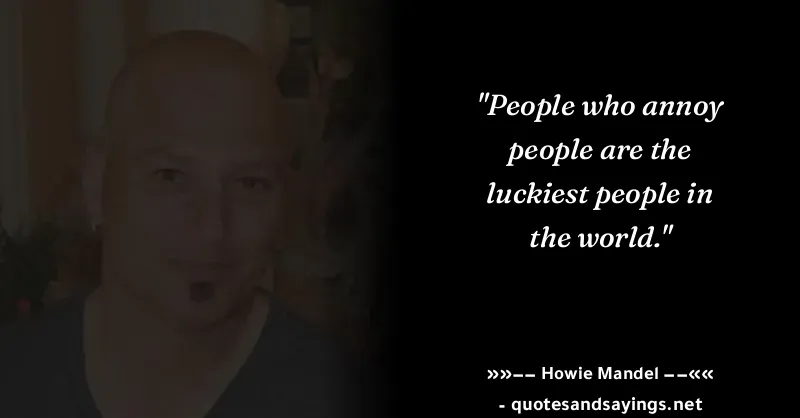 "People who annoy
people are the
luckiest people in
the world."
»»–– Howie Mandel ––««
- quotesandsayings.net